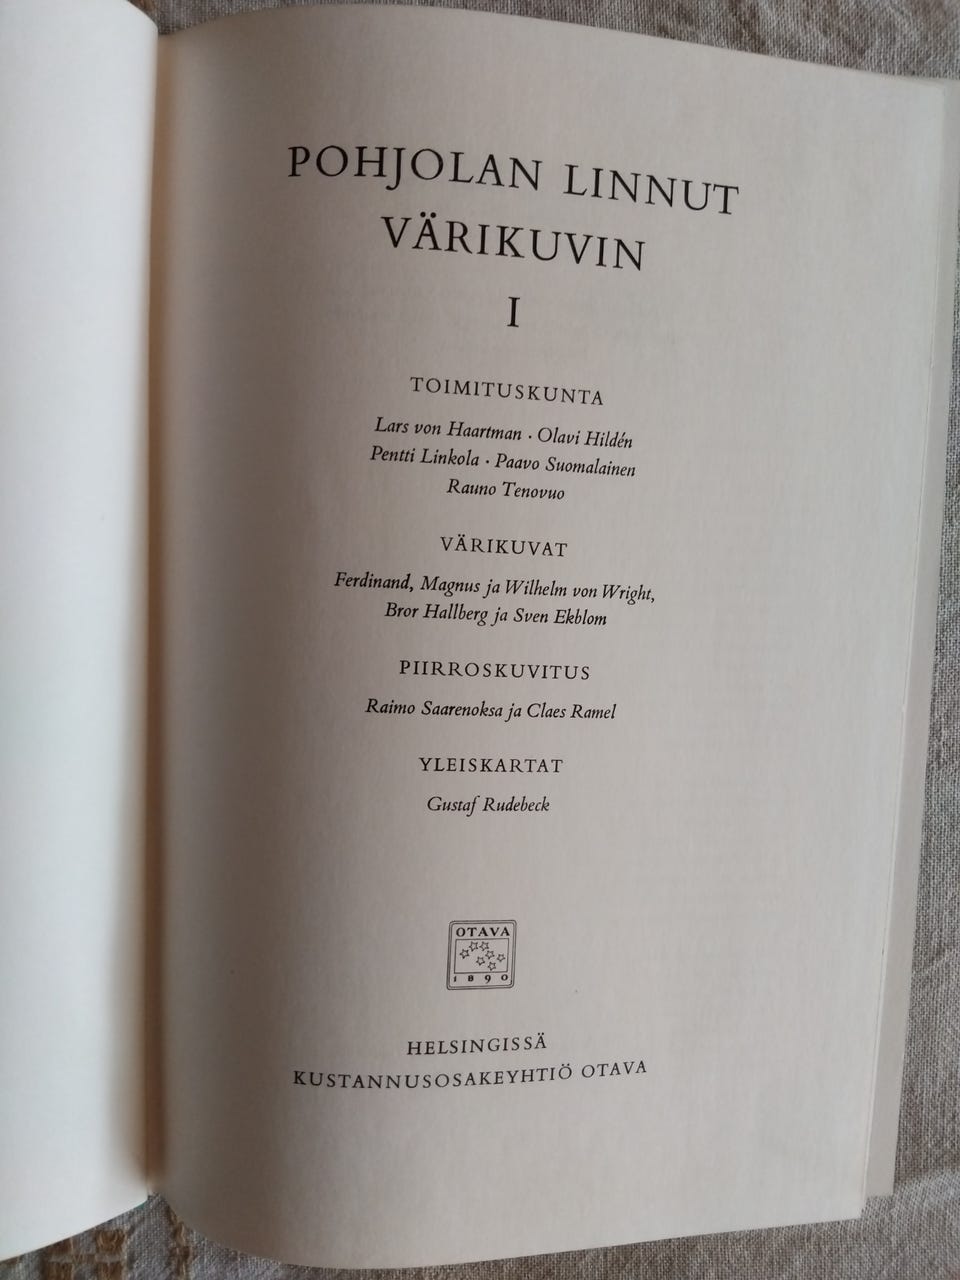 POHJOLAN LINNUT
VÄRIKUVIN
I
TOIMITUSKUNTA
Lars von Haartman · Olavi Hildén
Pentti Linkola · Paavo Suomalainen
Rauno Tenovuo
VÄRIKUVAT
Ferdinand, Magnus ja Wilhelm von Wright,
Bror Hallberg ja Sven Ekblom
PIIRROSKUVITUS
Raimo Saarenoksa ja Claes Ramel
YLEISKARTAT
Gustaf Rudebeck
OTAVA
1890
HELSINGISSÄ
KUSTANNUSOSAKEYHTIÖ OTAVA